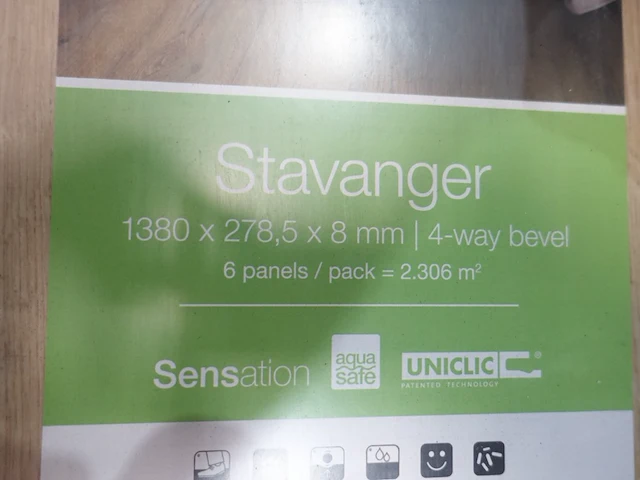 Stavanger
1380 x 278,5 x 8 mm | 4-way bevel
6 panels / pack = 2.306 m²
Sensation
aqua
safe
UNICLIC®
PATENTED TECHNOLOGY